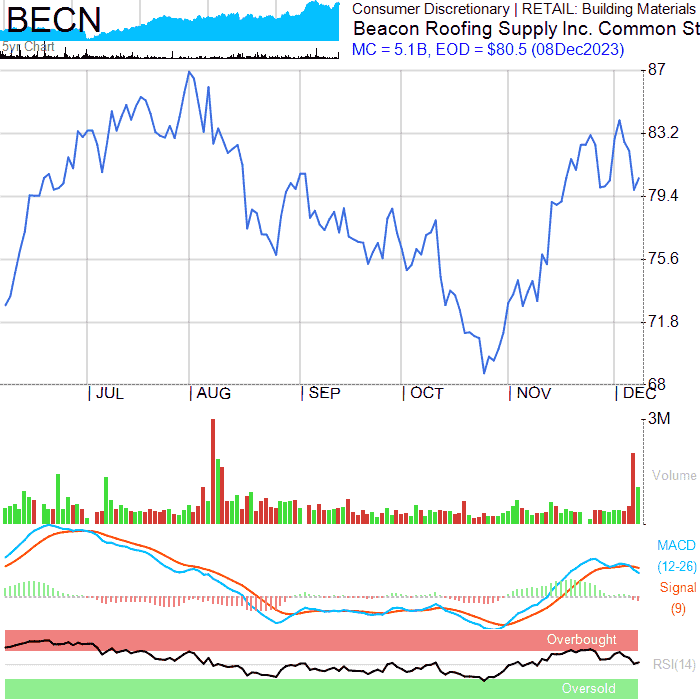 BECN
5yr Chart
Consumer Discretionary | RETAIL: Building Materials
Beacon Roofing Supply Inc. Common St
MC = 5.1B, EOD = $80.5 (08Dec2023)
87
83.2
79.4
75.6
71.8
68
JUL AUG SEP OCT NOV DEC
3M
Volume
MACD
(12-26)
Signal
(9)
Overbought
RSI(14)
Oversold